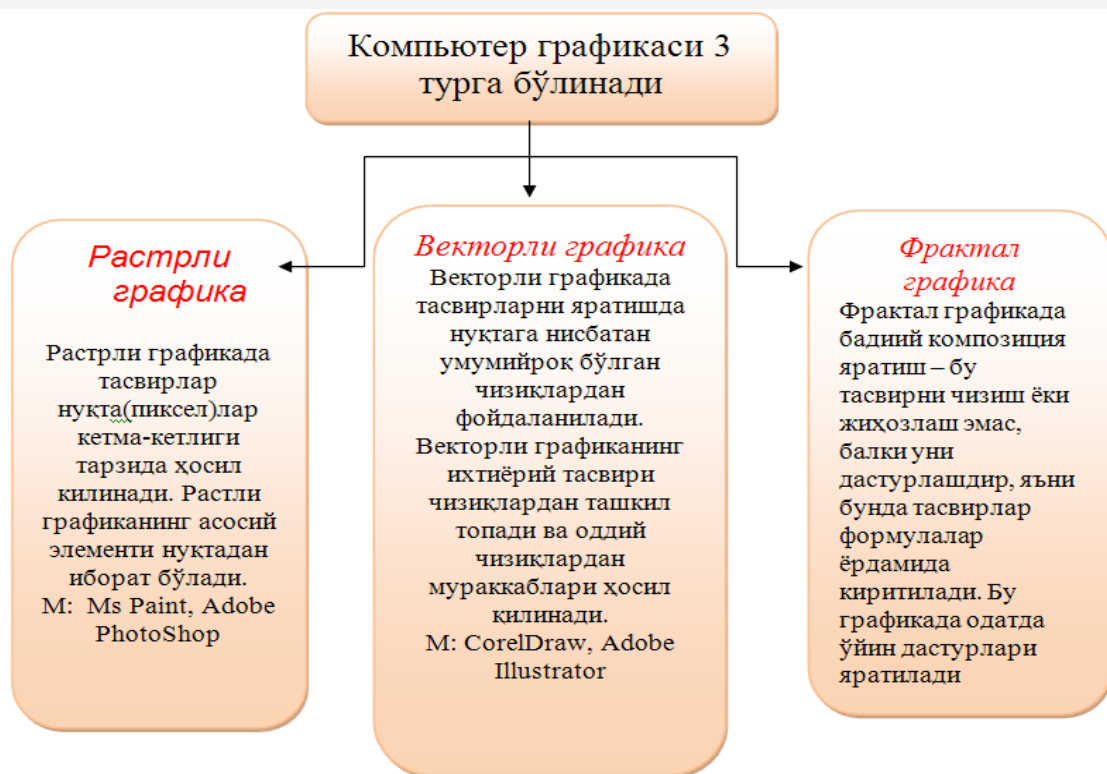 Компьютер графикаси 3
турга бўлинади
Растрли
графика
Растрли графикада
тасвирлар
нуқта(пиксел)лар
кетма-кетлиги
тарзида ҳосил
килинади. Растли
графиканинг асосий
элементи нуқтадан
иборат бўлади.
М: Ms Paint, Adobe
PhotoShop
Векторли графика
Векторли графикада
тасвирларни яратишда
нуқтага нисбатан
умумийроқ бўлган
чизиқлардан
фойдаланилади.
Векторли графиканинг
ихтиёрий тасвири
чизиқлардан ташкил
топади ва оддий
чизиқлардан
мураккаблари ҳосил
қилинади.
М: CorelDraw, Adobe
Illustrator
Фрактал
графика
Фрактал графикада
бадиий композиция
яратиш – бу
тасвирни чизиш ёки
жиҳозлаш эмас,
балки уни
дастурлашдир, яъни
бунда тасвирлар
формулалар
ёрдамида
киритилади. Бу
графикада одатда
ўйин дастурлари
яратилади